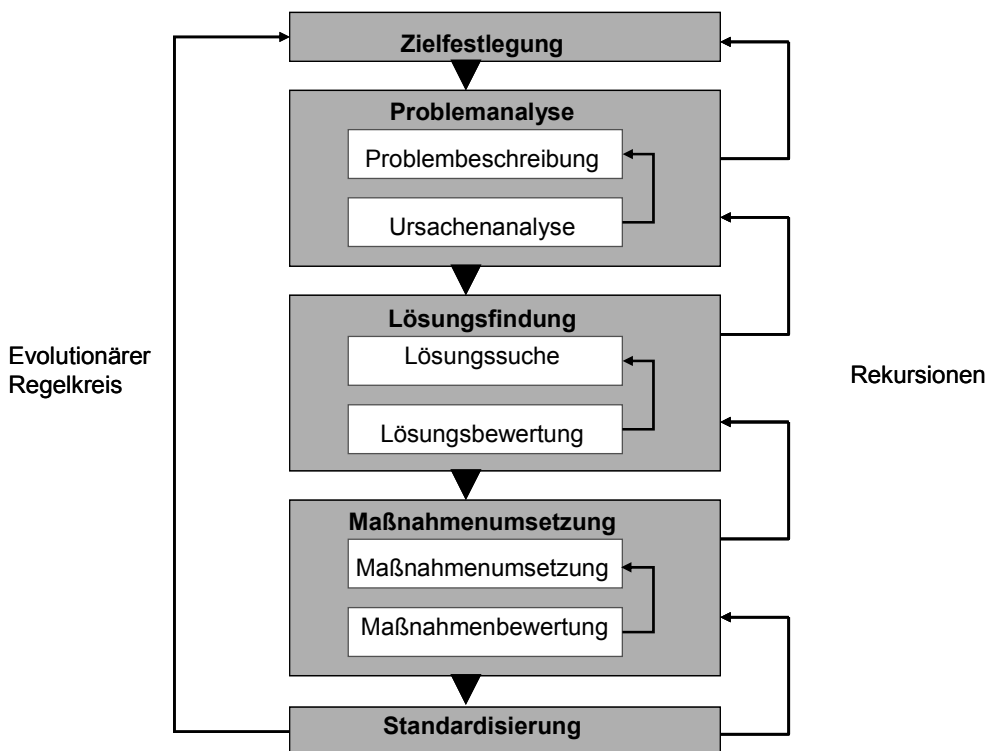 Zielfestlegung
Problemanalyse
Problembeschreibung
Ursachenanalyse
Lösungsfindung
Lösungssuche
Lösungsbewertung
Evolutionärer
Regelkreis
Rekursionen
Maßnahmenumsetzung
Maßnahmenumsetzung
Maßnahmenbewertung
Standardisierung